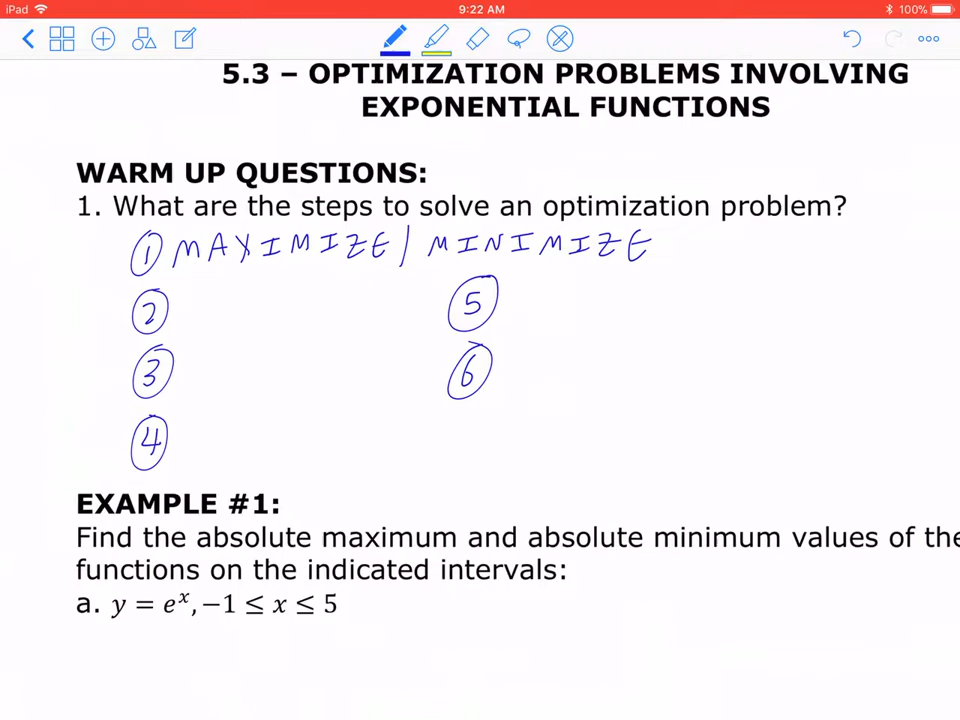 iPad 9:22 AM 100%
5.3 – OPTIMIZATION PROBLEMS INVOLVING
EXPONENTIAL FUNCTIONS
WARM UP QUESTIONS:
1. What are the steps to solve an optimization problem?
① MAXIMIZE / MINIMIZE
② ⑤
③ ⑥
④
EXAMPLE #1:
Find the absolute maximum and absolute minimum values of the
functions on the indicated intervals:
a. y = eˣ, −1 ≤ x ≤ 5